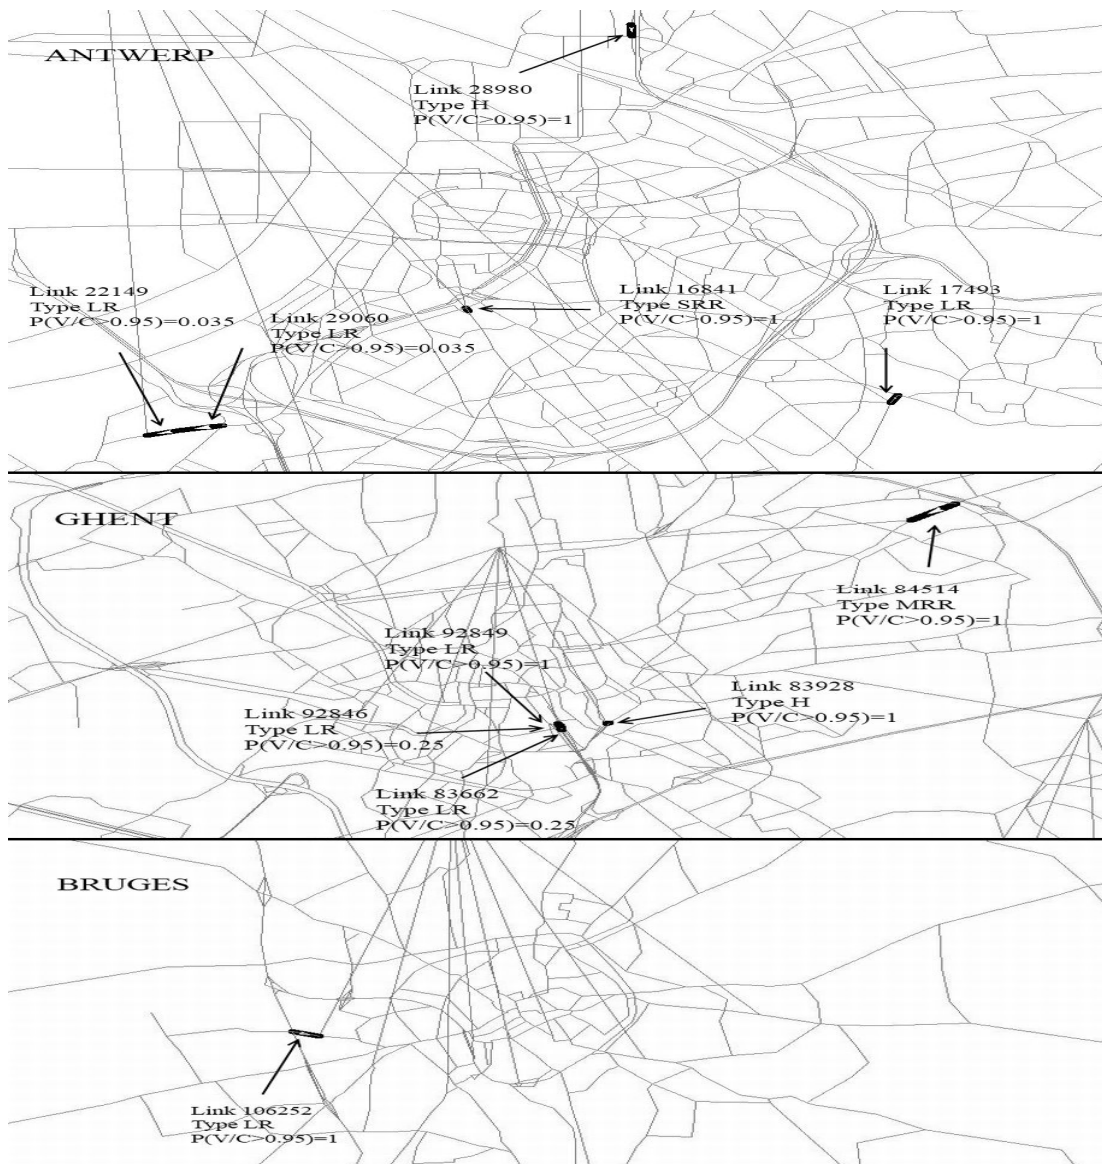 ANTWERP
Link 28980
Type H
P(V/C>0.95)=1
Link 22149
Type LR
P(V/C>0.95)=0.035
Link 29060
Type LR
P(V/C>0.95)=0.035
Link 16841
Type SRR
P(V/C>0.95)=1
Link 17493
Type LR
P(V/C>0.95)=1
GHENT
Link 84514
Type MRR
P(V/C>0.95)=1
Link 92849
Type LR
P(V/C>0.95)=1
Link 83928
Type H
P(V/C>0.95)=1
Link 92846
Type LR
P(V/C>0.95)=0.25
Link 83662
Type LR
P(V/C>0.95)=0.25
BRUGES
Link 106252
Type LR
P(V/C>0.95)=1